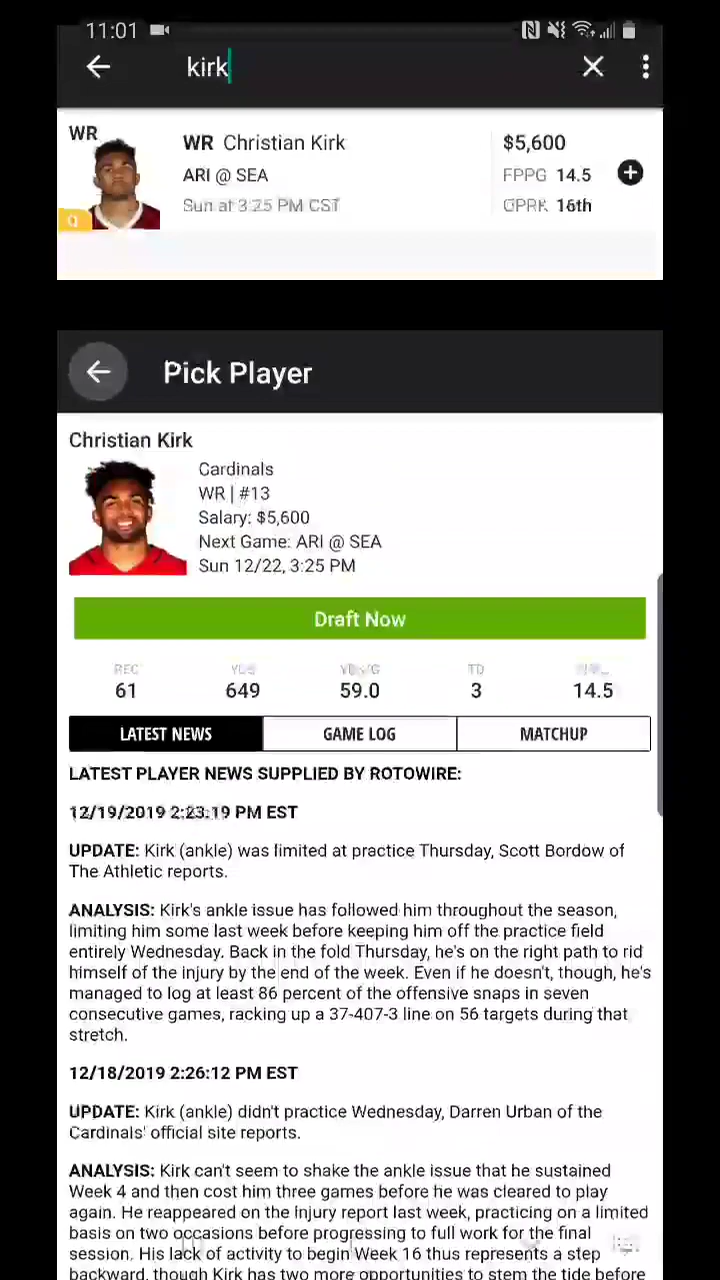 11:01
kirk
WR
WR Christian Kirk
$5,600
ARI @ SEA
FPPG 14.5
Sun at 3:25 PM CST
OPRK 16th
Q
Pick Player
Christian Kirk
Cardinals
WR | #13
Salary: $5,600
Next Game: ARI @ SEA
Sun 12/22, 3:25 PM
Draft Now
REC YDS TD
61 649 59.0 3 14.5
LATEST NEWS GAME LOG MATCHUP
LATEST PLAYER NEWS SUPPLIED BY ROTOWIRE:
12/19/2019 2:23:19 PM EST
UPDATE: Kirk (ankle) was limited at practice Thursday, Scott Bordow of
The Athletic reports.
ANALYSIS: Kirk's ankle issue has followed him throughout the season,
limiting him some last week before keeping him off the practice field
entirely Wednesday. Back in the fold Thursday, he's on the right path to rid
himself of the injury by the end of the week. Even if he doesn't, though, he's
managed to log at least 86 percent of the offensive snaps in seven
consecutive games, racking up a 37-407-3 line on 56 targets during that
stretch.
12/18/2019 2:26:12 PM EST
UPDATE: Kirk (ankle) didn't practice Wednesday, Darren Urban of the
Cardinals' official site reports.
ANALYSIS: Kirk can't seem to shake the ankle issue that he sustained
Week 4 and then cost him three games before he was cleared to play
again. He reappeared on the injury report last week, practicing on a limited
basis on two occasions before progressing to full work for the final
session. His lack of activity to begin Week 16 thus represents a step
backward, though Kirk has two more opportunities to stem the tide before